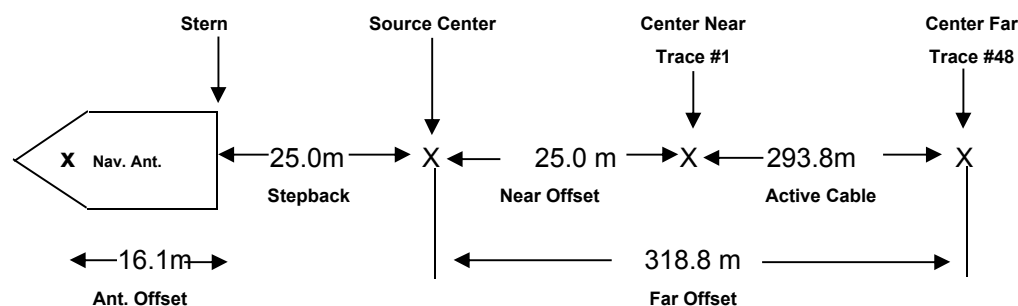 Stern
Source Center
Center Near
Trace #1
Center Far
Trace #48
X Nav. Ant.
25.0m
X
25.0 m
X
293.8m
X
Stepback
Near Offset
Active Cable
16.1m
318.8 m
Ant. Offset
Far Offset